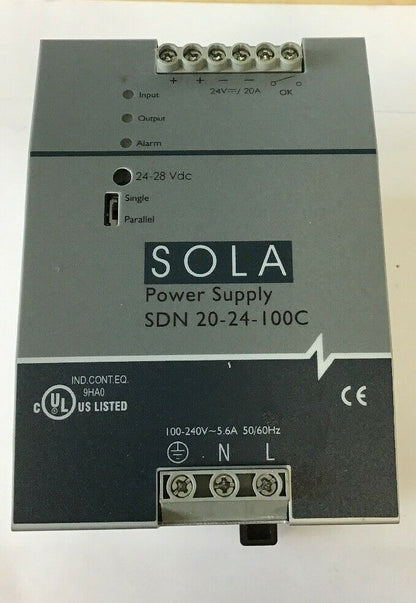 + + − − OK
24V⎓/ 20A
Input
Output
Alarm
24-28 Vdc
Single
Parallel
SOLA
Power Supply
SDN 20-24-100C
IND.CONT.EQ.
9HA0
C UL US LISTED
CE
100-240V~5.6A 50/60Hz
N L